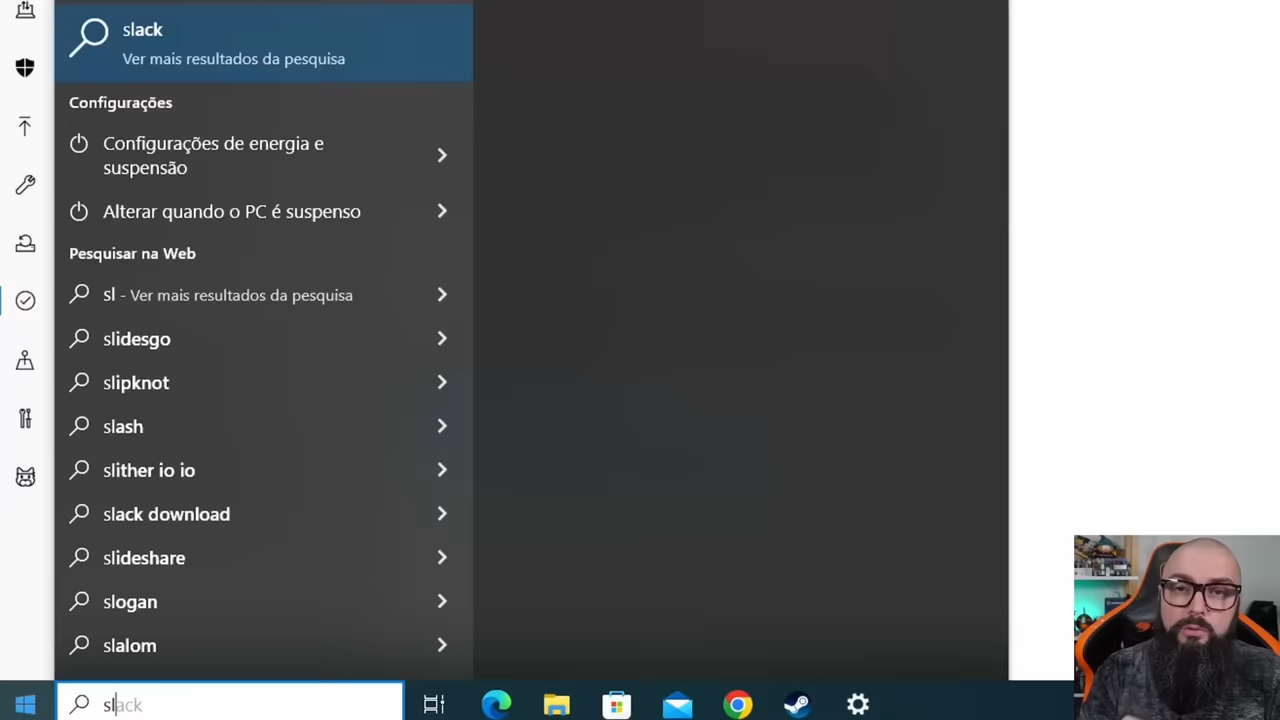 slack
Ver mais resultados da pesquisa
Configurações
Configurações de energia e
suspensão
Alterar quando o PC é suspenso
Pesquisar na Web
sl - Ver mais resultados da pesquisa
slidesgo
slipknot
slash
slither io io
slack download
slideshare
slogan
slalom
slack